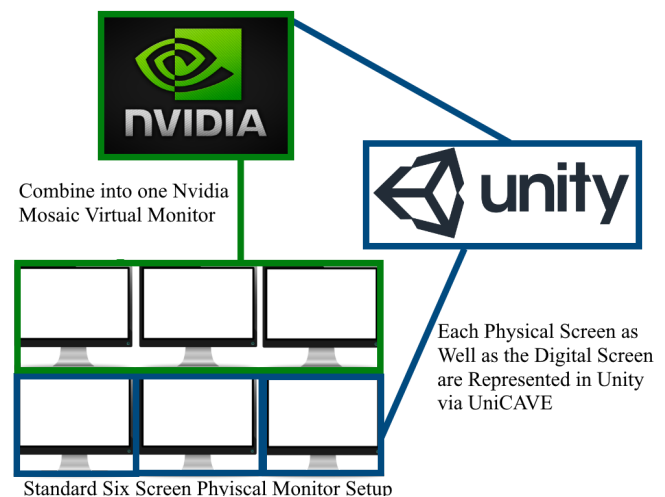 NVIDIA
unity
Combine into one Nvidia
Mosaic Virtual Monitor
Each Physical Screen as
Well as the Digital Screen
are Represented in Unity
via UniCAVE
Standard Six Screen Phyiscal Monitor Setup